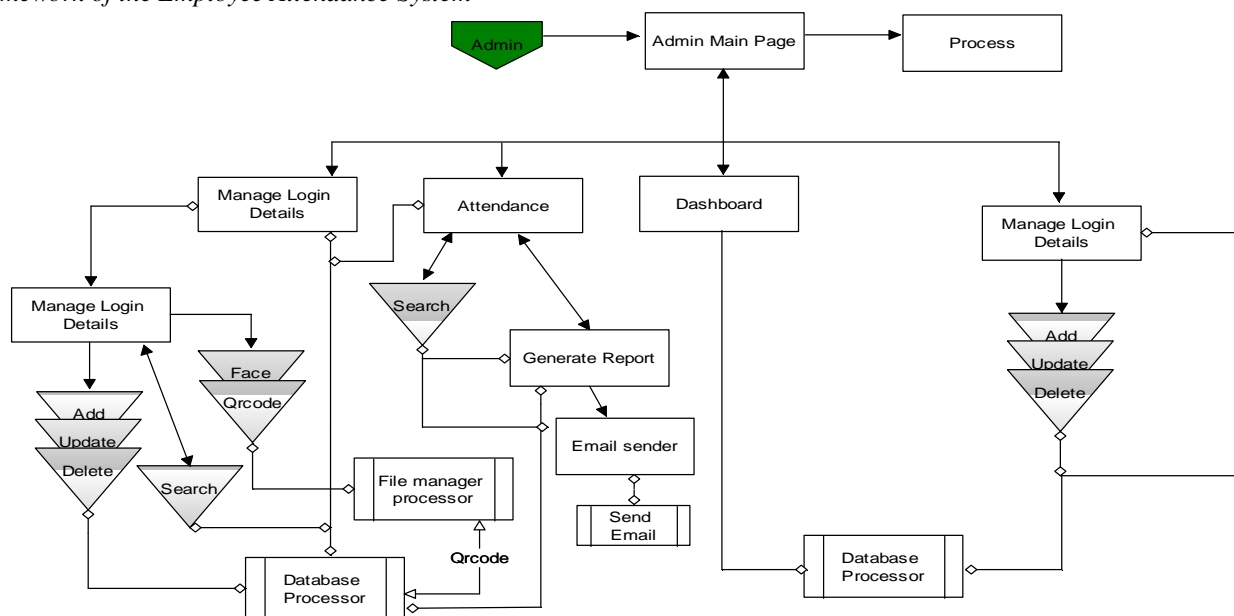 of the Employee Attendance System
Admin
Admin Main Page
Process
Manage Login
Details
Attendance
Dashboard
Manage Login
Details
Manage Login
Details
Search
Add
Update
Delete
Face
Qrcode
Generate Report
Add
Update
Delete
Search
Email sender
File manager
processor
Send
Email
Qrcode
Database
Processor
Database
Processor